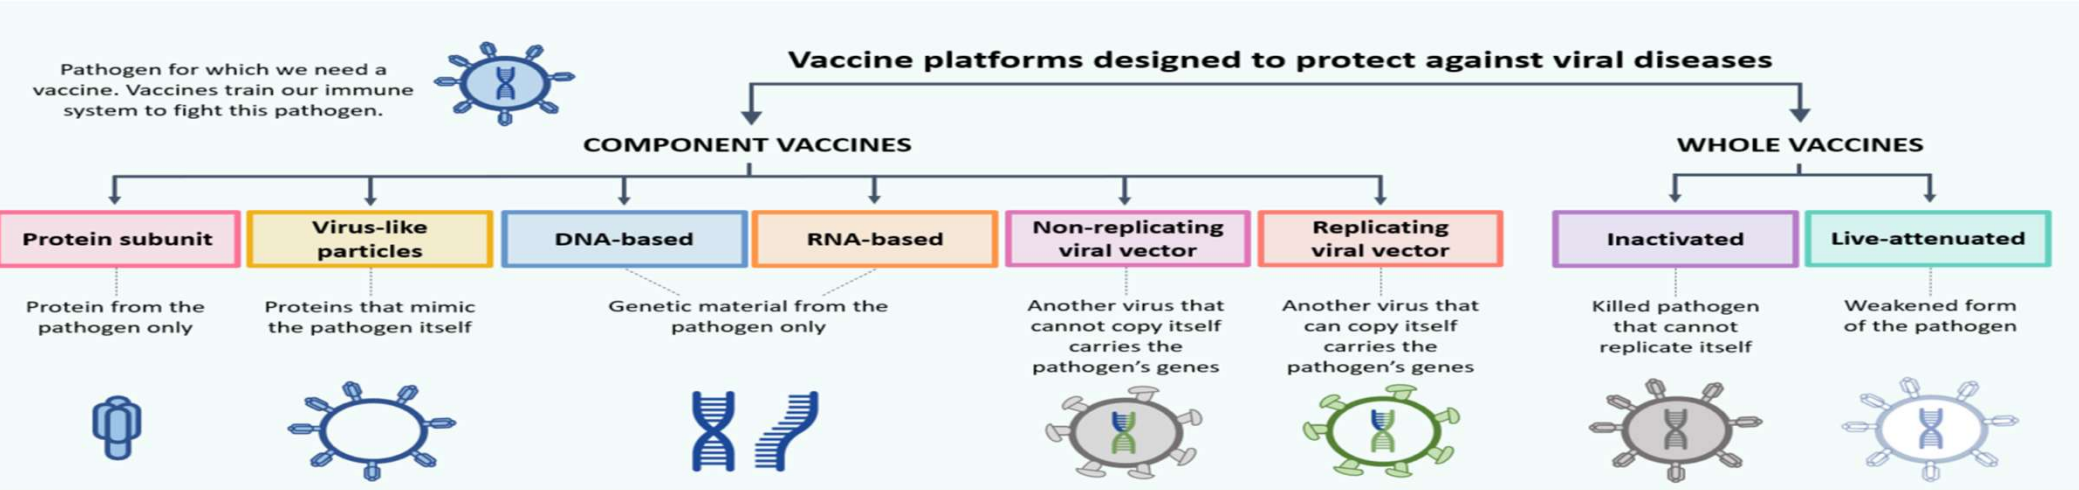 Pathogen for which we need a
vaccine. Vaccines train our immune
system to fight this pathogen.
Vaccine platforms designed to protect against viral diseases
COMPONENT VACCINES
WHOLE VACCINES
Protein subunit
Virus-like
particles
DNA-based
RNA-based
Non-replicating
viral vector
Replicating
viral vector
Inactivated
Live-attenuated
Protein from the
pathogen only
Proteins that mimic
the pathogen itself
Genetic material from the
pathogen only
Another virus that
cannot copy itself
carries the
pathogen's genes
Another virus that
can copy itself
carries the
pathogen's genes
Killed pathogen
that cannot
replicate itself
Weakened form
of the pathogen